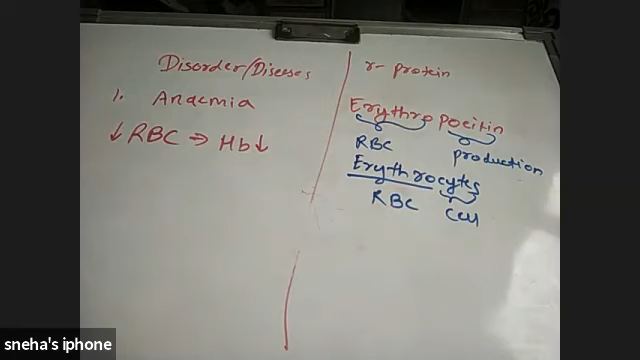 Disorder/Diseases
1. Anaemia
↓ RBC → Hb↓
r- protein
Erythropoeitin
RBC production
Erythrocytes
RBC Cell
sneha's iphone